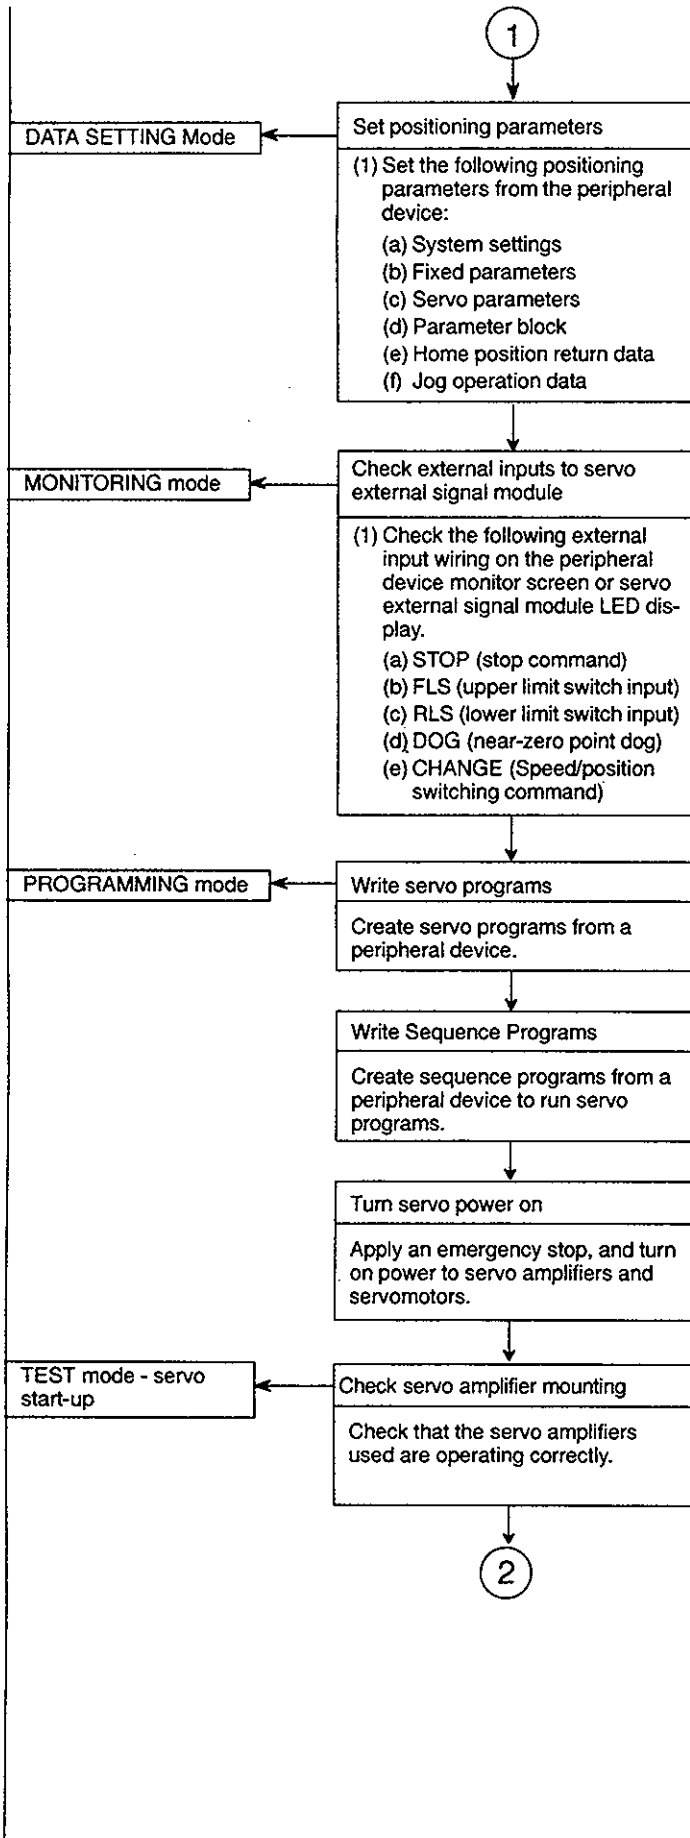 1
DATA SETTING Mode
Set positioning parameters
(1) Set the following positioning
parameters from the peripheral
device:
(a) System settings
(b) Fixed parameters
(c) Servo parameters
(d) Parameter block
(e) Home position return data
(f) Jog operation data
MONITORING mode
Check external inputs to servo
external signal module
(1) Check the following external
input wiring on the peripheral
device monitor screen or servo
external signal module LED dis-
play.
(a) STOP (stop command)
(b) FLS (upper limit switch input)
(c) RLS (lower limit switch input)
(d) DOG (near-zero point dog)
(e) CHANGE (Speed/position
switching command)
PROGRAMMING mode
Write servo programs
Create servo programs from a
peripheral device.
Write Sequence Programs
Create sequence programs from a
peripheral device to run servo
programs.
Turn servo power on
Apply an emergency stop, and turn
on power to servo amplifiers and
servomotors.
TEST mode - servo
start-up
Check servo amplifier mounting
Check that the servo amplifiers
used are operating correctly.
2